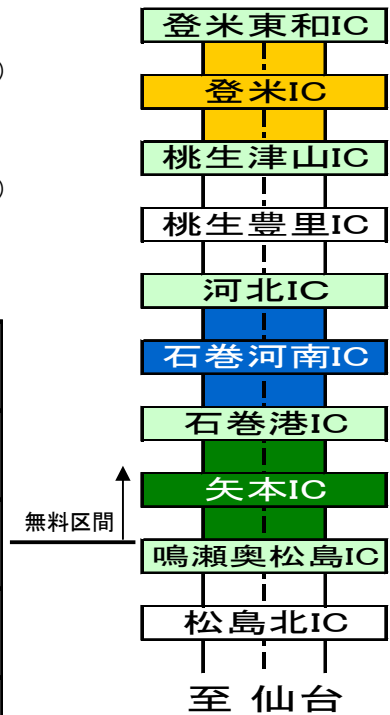 登米東和IC
登米IC
桃生津山IC
桃生豊里IC
河北IC
石巻河南IC
石巻港IC
矢本IC
無料区間
鳴瀬奥松島IC
松島北IC
至 仙台
)
)